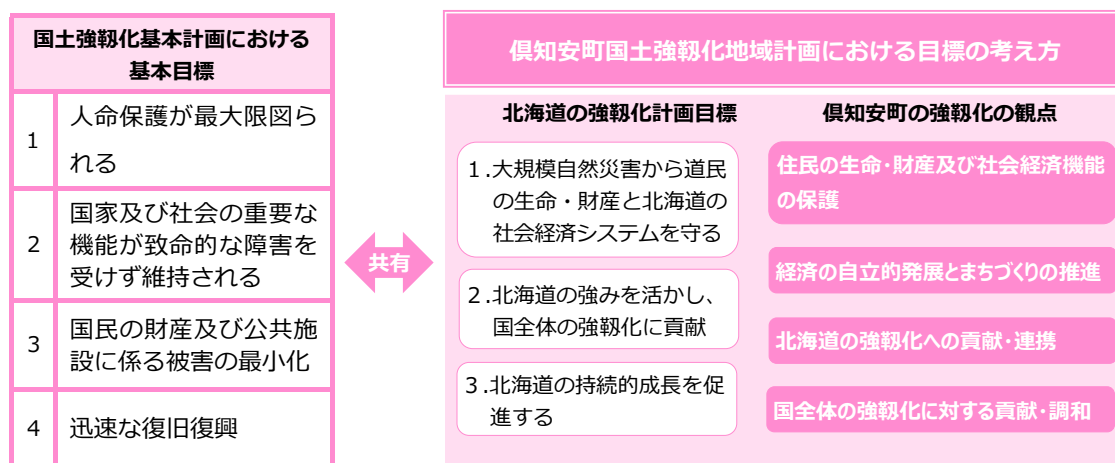 国土強靱化基本計画における
基本目標
1
人命保護が最大限図ら
れる
2
国家及び社会の重要な
機能が致命的な障害を
受けず維持される
3
国民の財産及び公共施
設に係る被害の最小化
4
迅速な復旧復興
共有
倶知安町国土強靱化地域計画における目標の考え方
北海道の強靱化計画目標
1.大規模自然災害から道民
の生命・財産と北海道の
社会経済システムを守る
2.北海道の強みを活かし、
国全体の強靱化に貢献
3.北海道の持続的成長を促
進する
倶知安町の強靱化の観点
住民の生命・財産及び社会経済機能
の保護
経済の自立的発展とまちづくりの推進
北海道の強靱化への貢献・連携
国全体の強靱化に対する貢献・調和